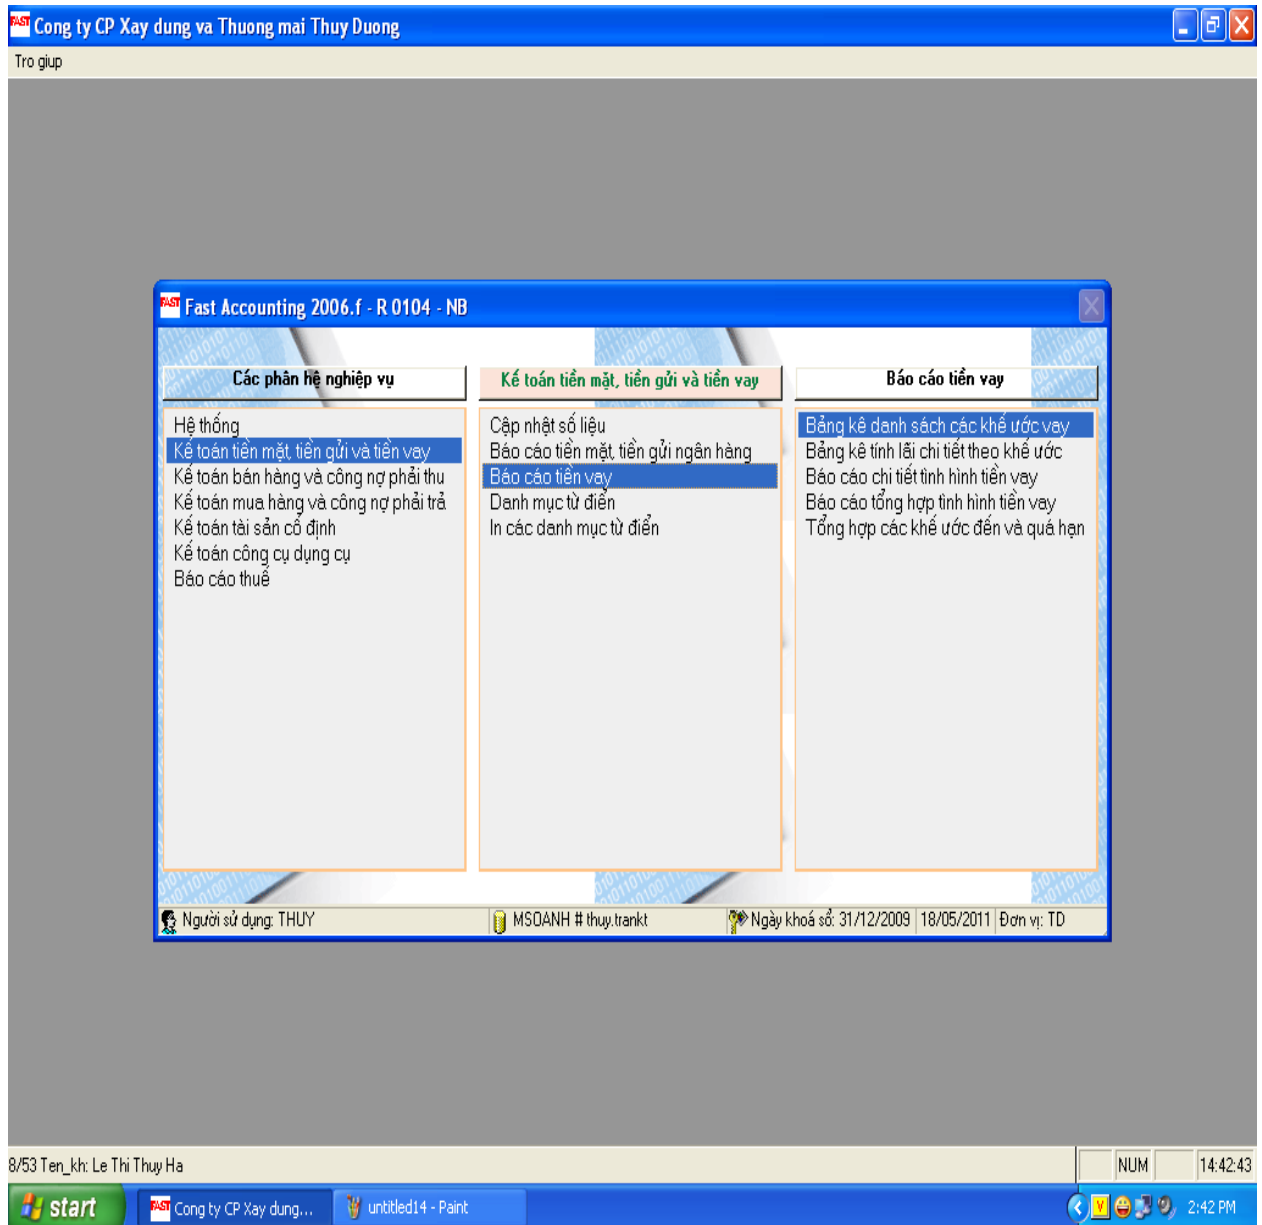 FAST Cong ty CP Xay dung va Thuong mai Thuy Duong
Tro giup
FAST Fast Accounting 2006.f - R 0104 - NB
Các phân hệ nghiệp vụ
Hệ thống
Kế toán tiền mặt, tiền gửi và tiền vay
Kế toán bán hàng và công nợ phải thu
Kế toán mua hàng và công nợ phải trả
Kế toán tài sản cố định
Kế toán công cụ dụng cụ
Báo cáo thuế
Kế toán tiền mặt, tiền gửi và tiền vay
Cập nhật số liệu
Báo cáo tiền mặt, tiền gửi ngân hàng
Báo cáo tiền vay
Danh mục từ điển
In các danh mục từ điển
Báo cáo tiền vay
Bảng kê danh sách các khế ước vay
Bảng kê tính lãi chi tiết theo khế ước
Báo cáo chi tiết tình hình tiền vay
Báo cáo tổng hợp tình hình tiền vay
Tổng hợp các khế ước đến và quá hạn
Người sử dụng: THUY MSOANH # thuy.trankt Ngày khoá sổ: 31/12/2009 18/05/2011 Đơn vị: TD
8/53 Ten_kh: Le Thi Thuy Ha NUM 14:42:43
start FAST Cong ty CP Xay dung... untitled14 - Paint V 2:42 PM